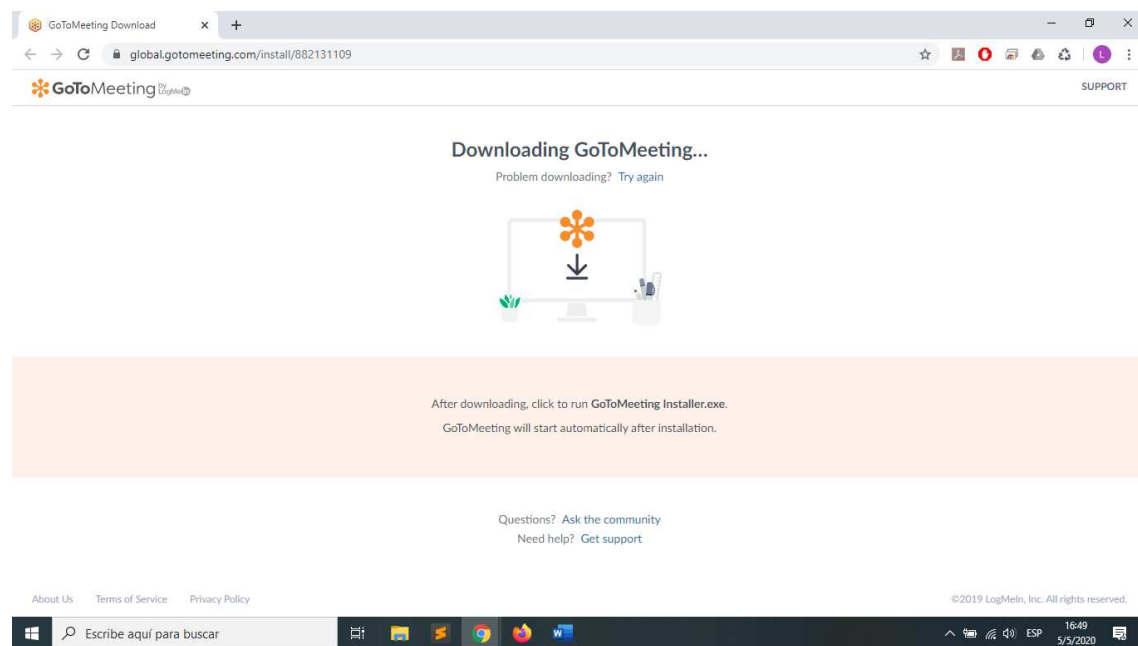 GoToMeeting Download
global.gotomeeting.com/install/882131109
L
GoToMeeting by LogMeIn
SUPPORT
Downloading GoToMeeting...
Problem downloading? Try again
After downloading, click to run GoToMeeting Installer.exe.
GoToMeeting will start automatically after installation.
Questions? Ask the community
Need help? Get support
About Us Terms of Service Privacy Policy
©2019 LogMeIn, Inc. All rights reserved.
Escribe aquí para buscar
ESP
16:49
5/5/2020